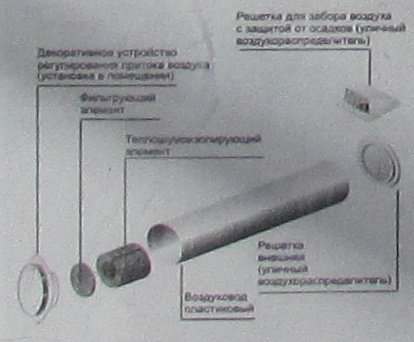 Решетка для забора воздуха
с защитой от осадков (уличный
воздухораспределитель)
Декоративное устройство
регулирования притока воздуха
(установка в помещении)
Фильтрующий
элемент
Теплошумоизолирующий
элемент
Решетка
внешняя
(уличный
воздухораспределитель)
Воздуховод
пластиковый